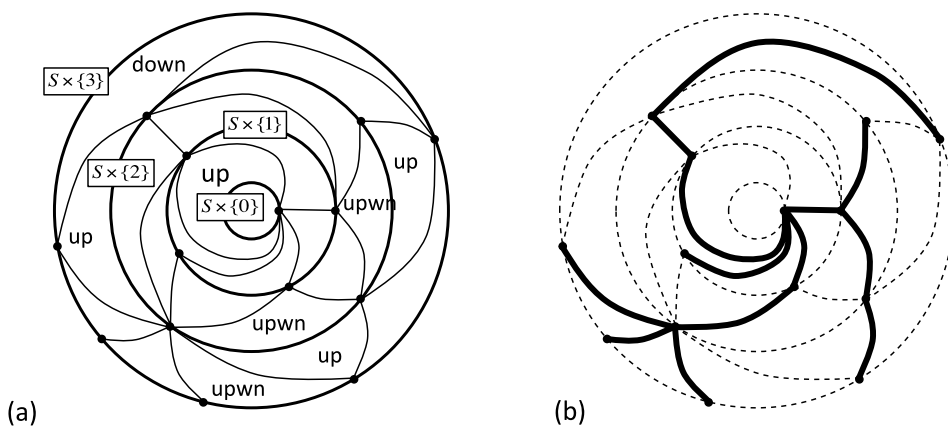 down
S × {3}
S × {1}
up
S × {2}
up
S × {0}
upwn
up
upwn
up
upwn
(a)
(b)